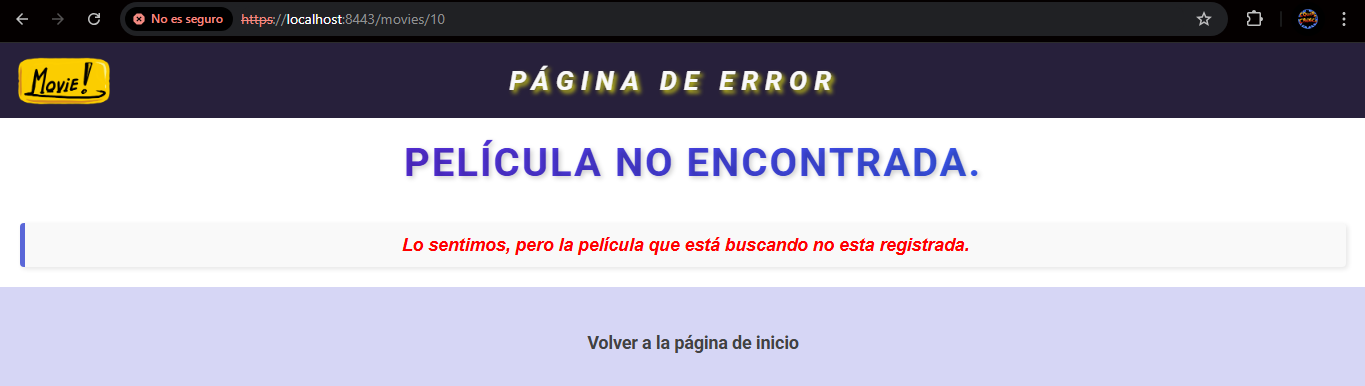 No es seguro https://localhost:8443/movies/10
MOVIE!
PÁGINA DE ERROR
PELÍCULA NO ENCONTRADA.
Lo sentimos, pero la película que está buscando no esta registrada.
Volver a la página de inicio